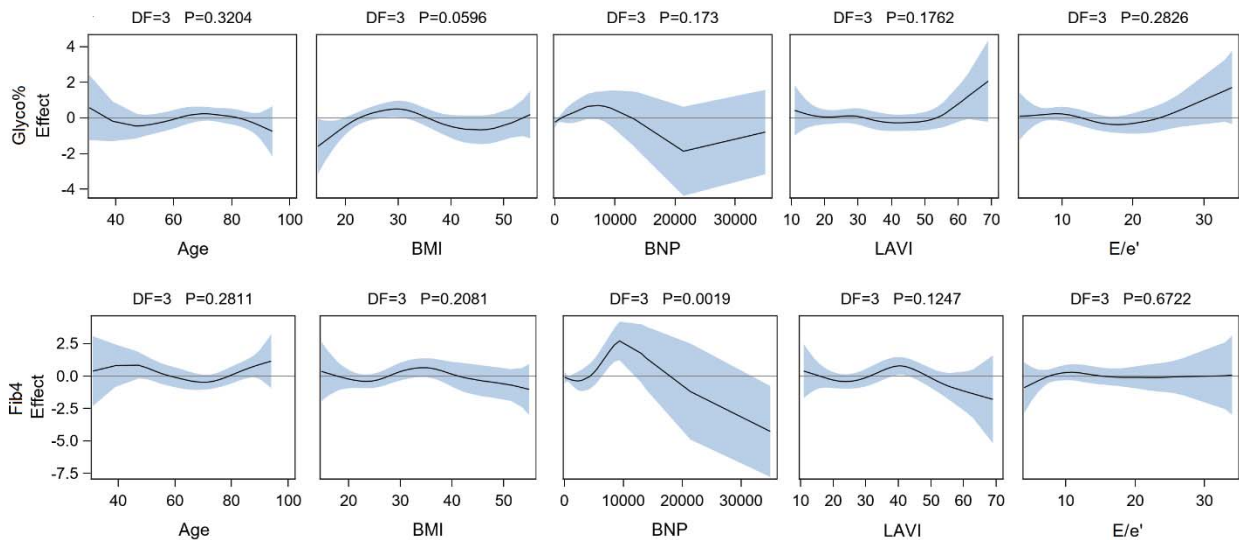 DF=3 P=0.3204 DF=3 P=0.0596 DF=3 P=0.173 DF=3 P=0.1762 DF=3 P=0.2826
Glyco%
Effect
4
2
0
-2
-4
40 60 80 100 20 30 40 50 0 10000 20000 30000 10 20 30 40 50 60 70 10 20 30
Age BMI BNP LAVI E/e'
DF=3 P=0.2811 DF=3 P=0.2081 DF=3 P=0.0019 DF=3 P=0.1247 DF=3 P=0.6722
Fib4
Effect
2.5
0.0
-2.5
-5.0
-7.5
40 60 80 100 20 30 40 50 0 10000 20000 30000 10 20 30 40 50 60 70 10 20 30
Age BMI BNP LAVI E/e'